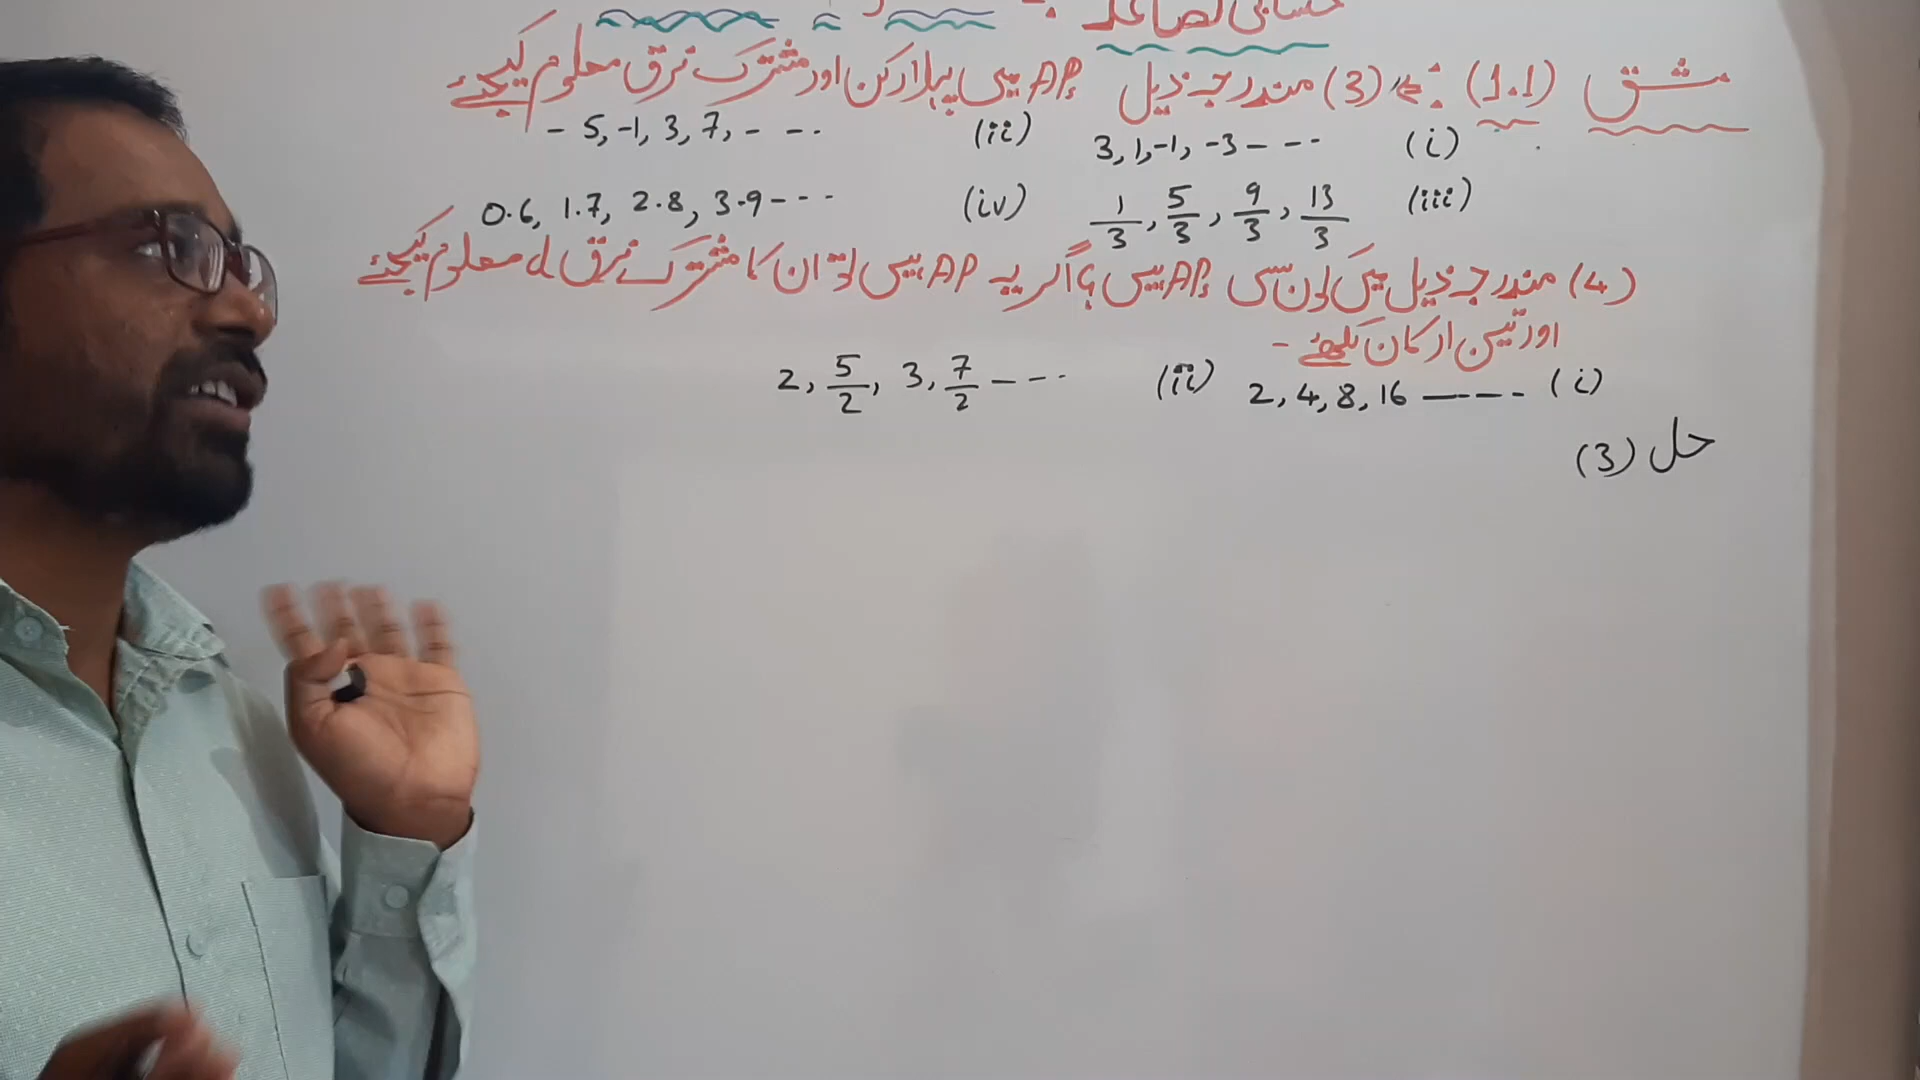 حسابی تصاعد
مشق (1.1) :⇒ (3) مندرجہ ذیل APs میں پہلا رکن اور مشترک فرق معلوم کیجئے
(i) 3, 1, -1, -3 - - - (ii) - 5, -1, 3, 7, - - - -
(iii) 1/3, 5/3, 9/3, 13/3 (iv) 0.6, 1.7, 2.8, 3.9 - - -
(4) مندرجہ ذیل میں کون سی APs ہیں ؟ اگر یہ AP ہیں تو ان کا مشترک فرق d معلوم کیجئے
اور تین ارکان لکھئے -
(i) 2, 4, 8, 16 - - - - (ii) 2, 5/2, 3, 7/2 - - - -
حل (3)